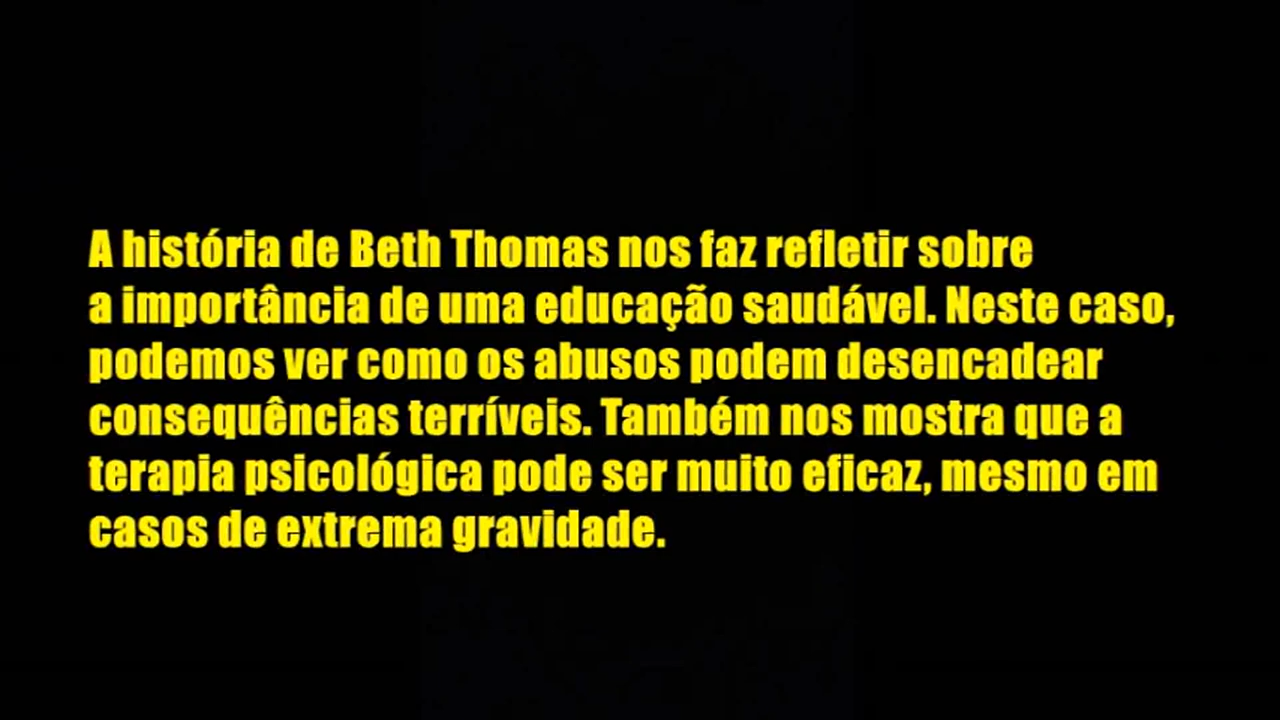 A história de Beth Thomas nos faz refletir sobre
a importância de uma educação saudável. Neste caso,
podemos ver como os abusos podem desencadear
consequências terríveis. Também nos mostra que a
terapia psicológica pode ser muito eficaz, mesmo em
casos de extrema gravidade.